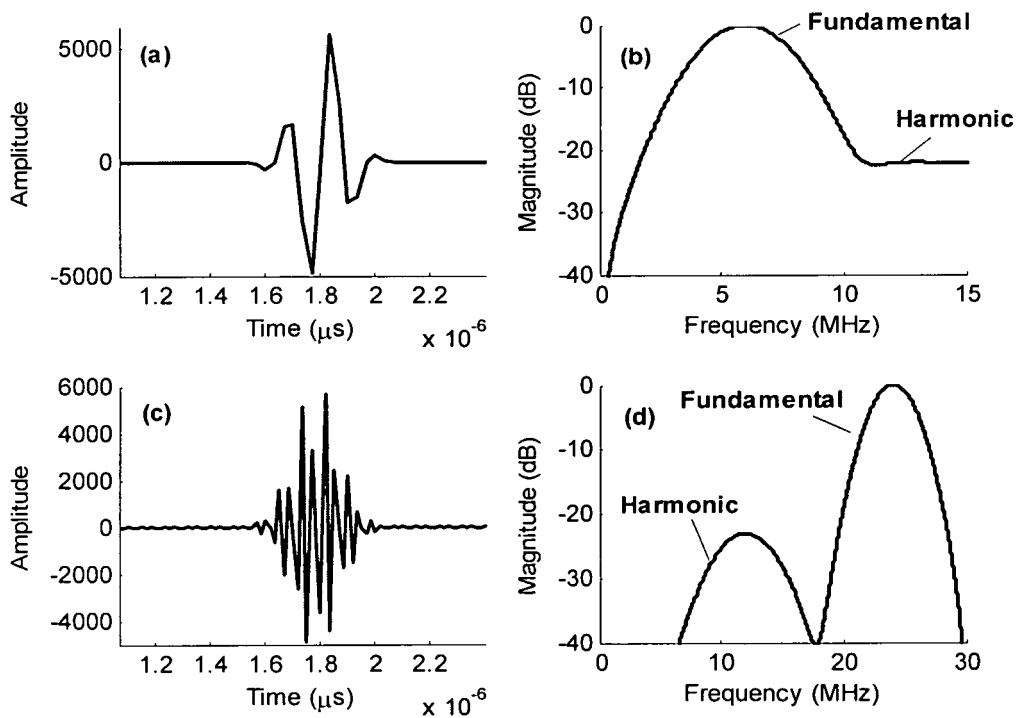 (a)
Amplitude
5000
0
-5000
1.2 1.4 1.6 1.8 2 2.2
Time (μs)
x 10^-6
(b)
Fundamental
Harmonic
Magnitude (dB)
0
-10
-20
-30
-40
0 5 10 15
Frequency (MHz)
(c)
Amplitude
6000
4000
2000
0
-2000
-4000
1.2 1.4 1.6 1.8 2 2.2
Time (μs)
x 10^-6
(d)
Fundamental
Harmonic
Magnitude (dB)
0
-10
-20
-30
-40
0 10 20 30
Frequency (MHz)